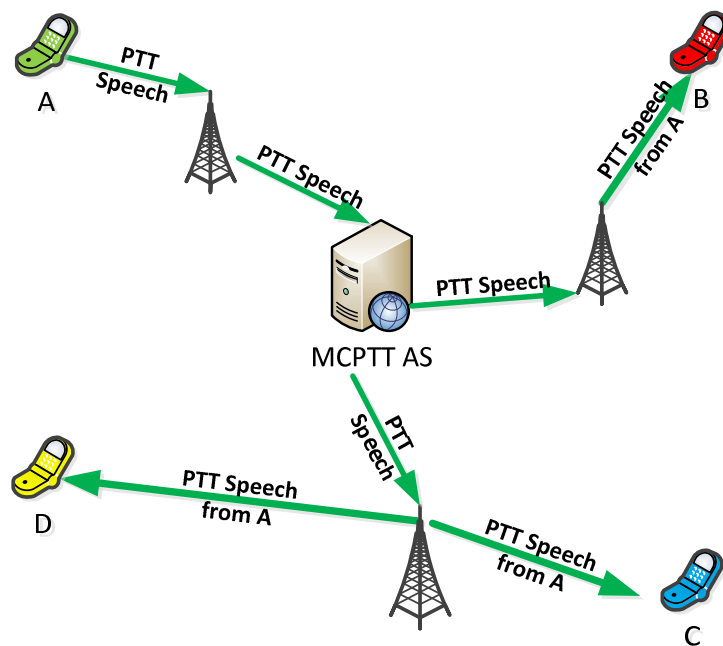 PTT
Speech
A
B
PTT Speech
from A
PTT Speech
PTT Speech
MCPTT AS
PTT
Speech
D
PTT Speech
from A
PTT Speech
from A
C